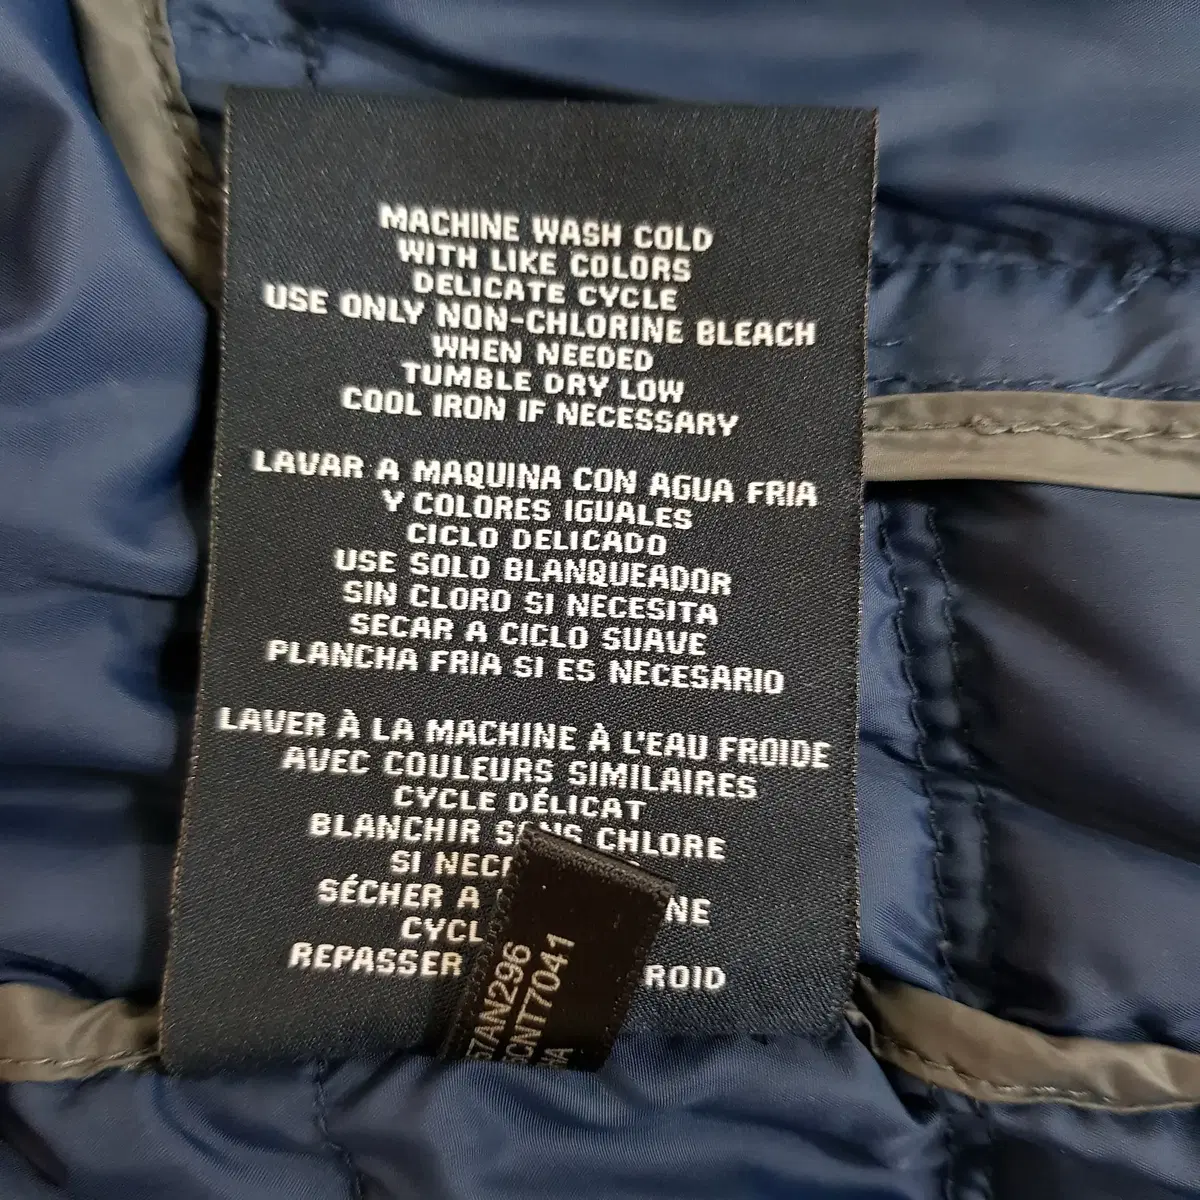 MACHINE WASH COLD
WITH LIKE COLORS
DELICATE CYCLE
USE ONLY NON-CHLORINE BLEACH
WHEN NEEDED
TUMBLE DRY LOW
COOL IRON IF NECESSARY
LAVAR A MAQUINA CON AGUA FRIA
Y COLORES IGUALES
CICLO DELICADO
USE SOLO BLANQUEADOR
SIN CLORO SI NECESITA
SECAR A CICLO SUAVE
PLANCHA FRIA SI ES NECESARIO
LAVER À LA MACHINE À L'EAU FROIDE
AVEC COULEURS SIMILAIRES
CYCLE DÉLICAT
BLANCHIR SANS CHLORE
SI
SÉCHER A
REPASSER